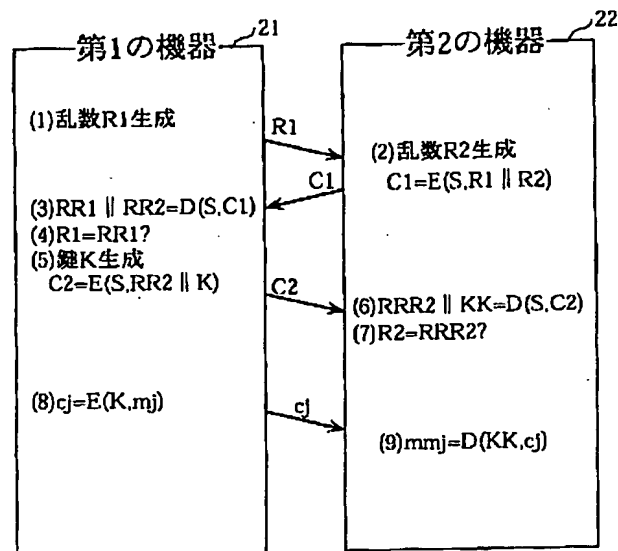 第1の機器 21
第2の機器 22
(1)乱数R1生成
R1
(2)乱数R2生成
C1=E(S,R1 || R2)
C1
(3)RR1 || RR2=D(S,C1)
(4)R1=RR1?
(5)鍵K生成
C2=E(S,RR2 || K)
C2
(6)RRR2 || KK=D(S,C2)
(7)R2=RRR2?
(8)cj=E(K,mj)
cj
(9)mmj=D(KK,cj)